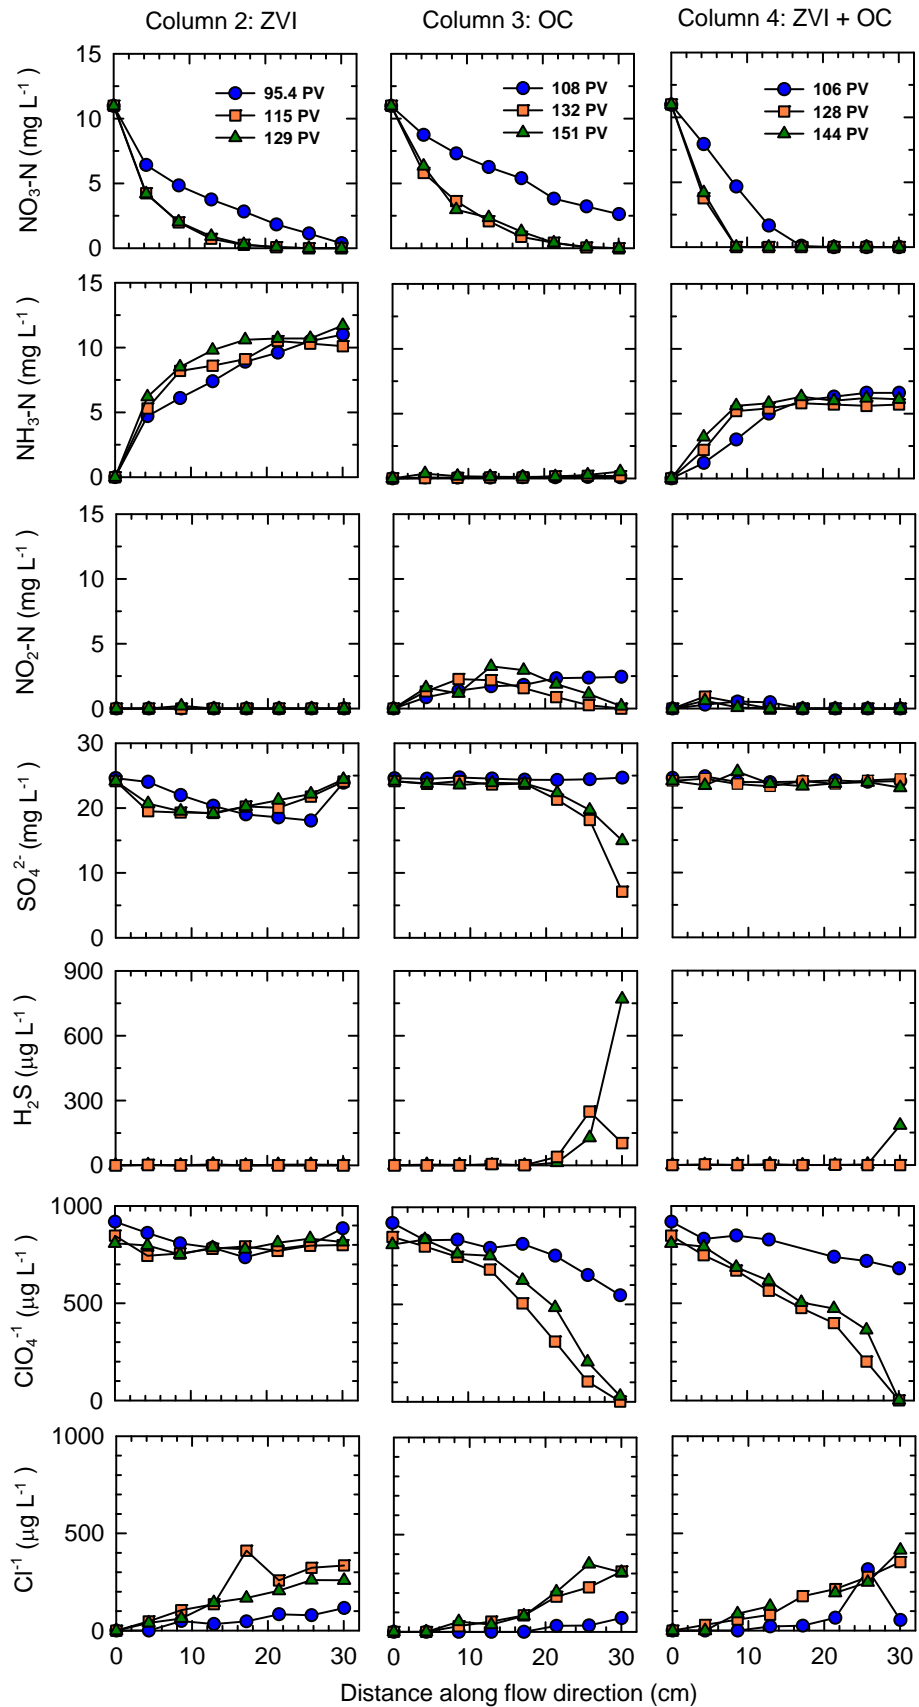 Column 2: ZVI
Column 3: OC
Column 4: ZVI + OC
NO₃-N (mg L⁻¹)
15
10
5
0
95.4 PV
115 PV
129 PV
108 PV
132 PV
151 PV
106 PV
128 PV
144 PV
NH₃-N (mg L⁻¹)
15
10
5
0
NO₂-N (mg L⁻¹)
15
10
5
0
SO₄²⁻ (mg L⁻¹)
30
20
10
0
H₂S (μg L⁻¹)
900
600
300
0
ClO₄⁻¹ (μg L⁻¹)
1000
500
0
Cl⁻¹ (μg L⁻¹)
1000
500
0
0 10 20 30
0 10 20 30
0 10 20 30
Distance along flow direction (cm)